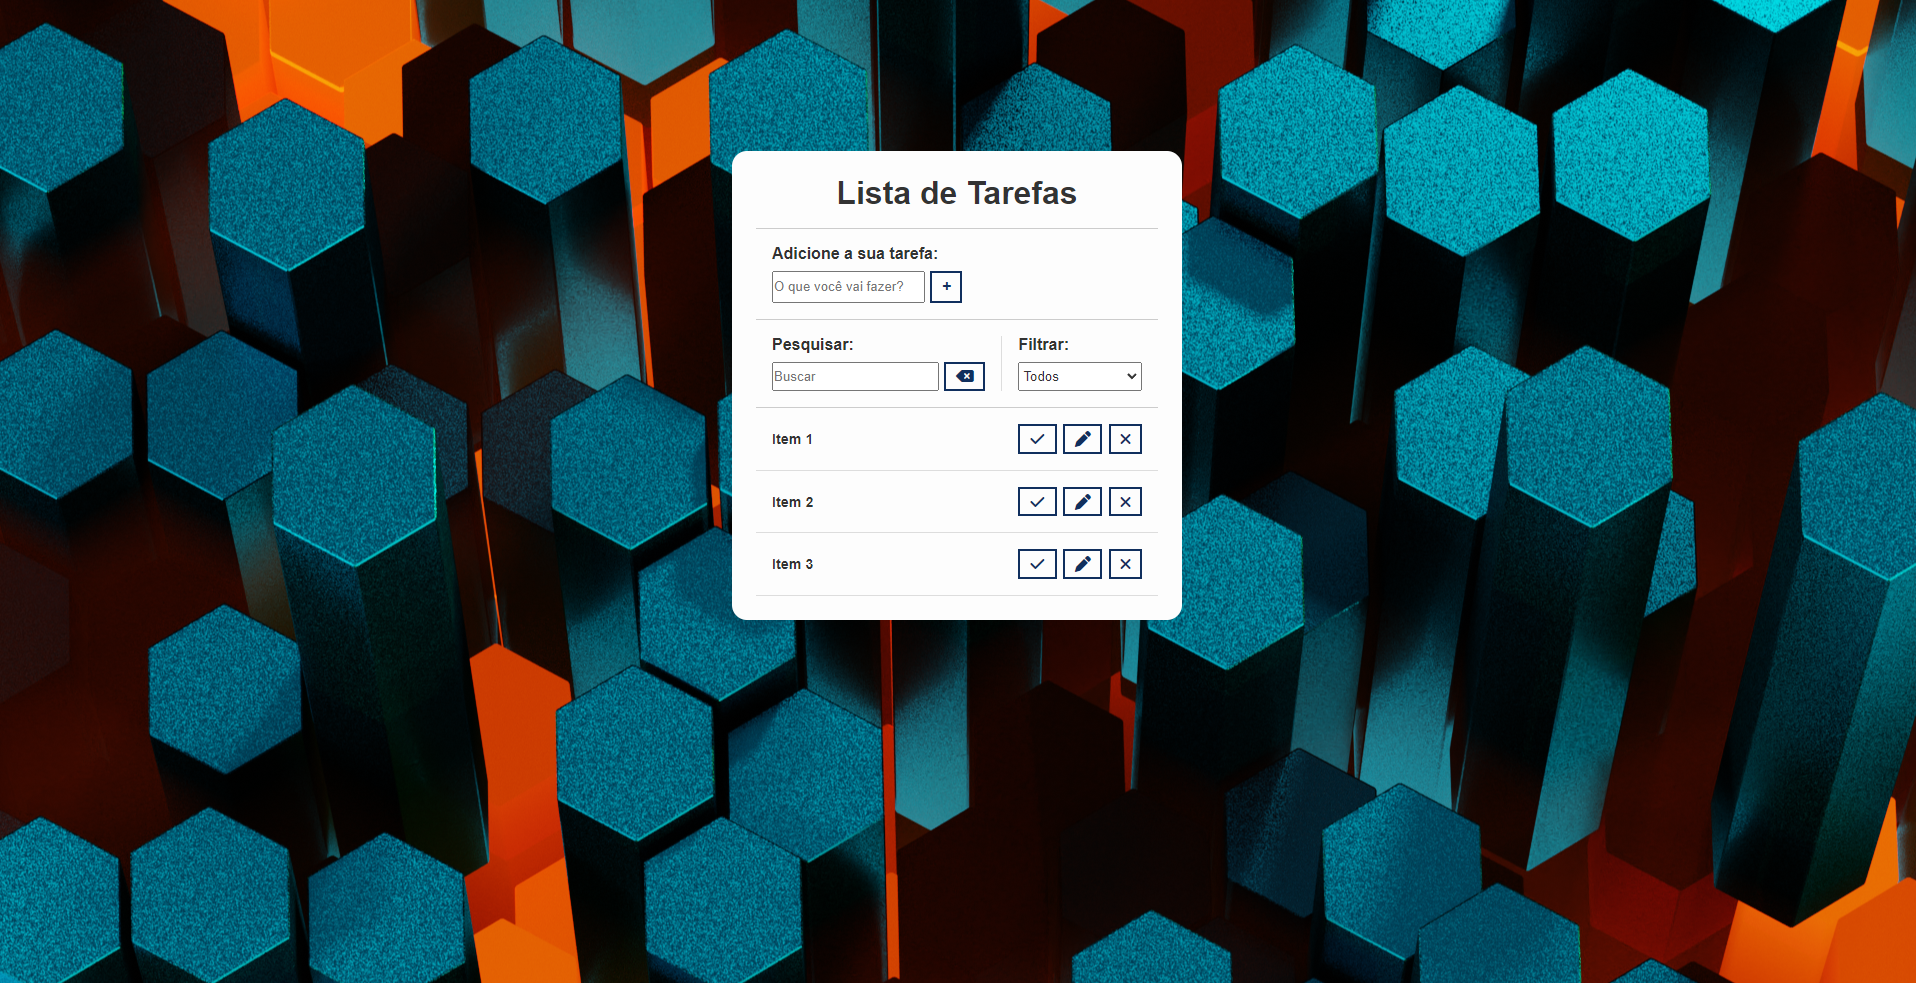 Lista de Tarefas
Adicione a sua tarefa:
O que você vai fazer? +
Pesquisar: Filtrar:
Buscar Todos
Item 1
Item 2
Item 3